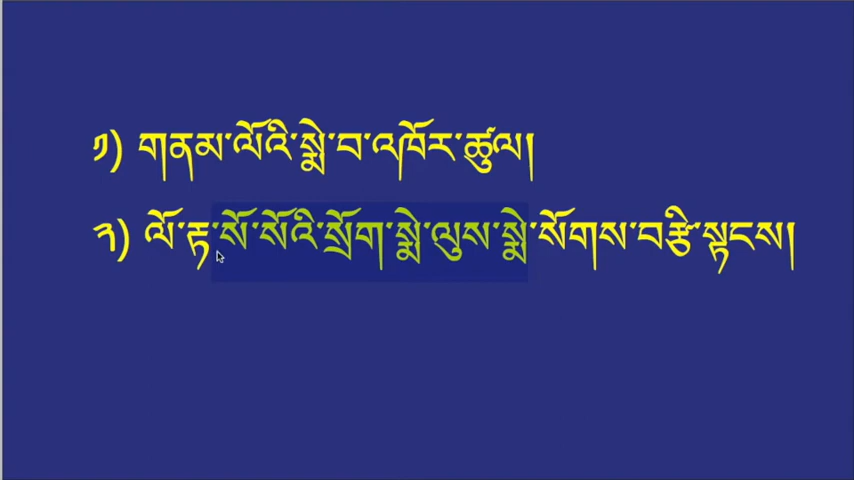 ༡) གནམ་ལོའི་སྨེ་བ་འཁོར་ཚུལ།
༢) ལོ་རྟ་སོ་སོའི་སྲོག་སྨེ་ལུས་སྨེ་སོགས་བརྩི་སྟངས།